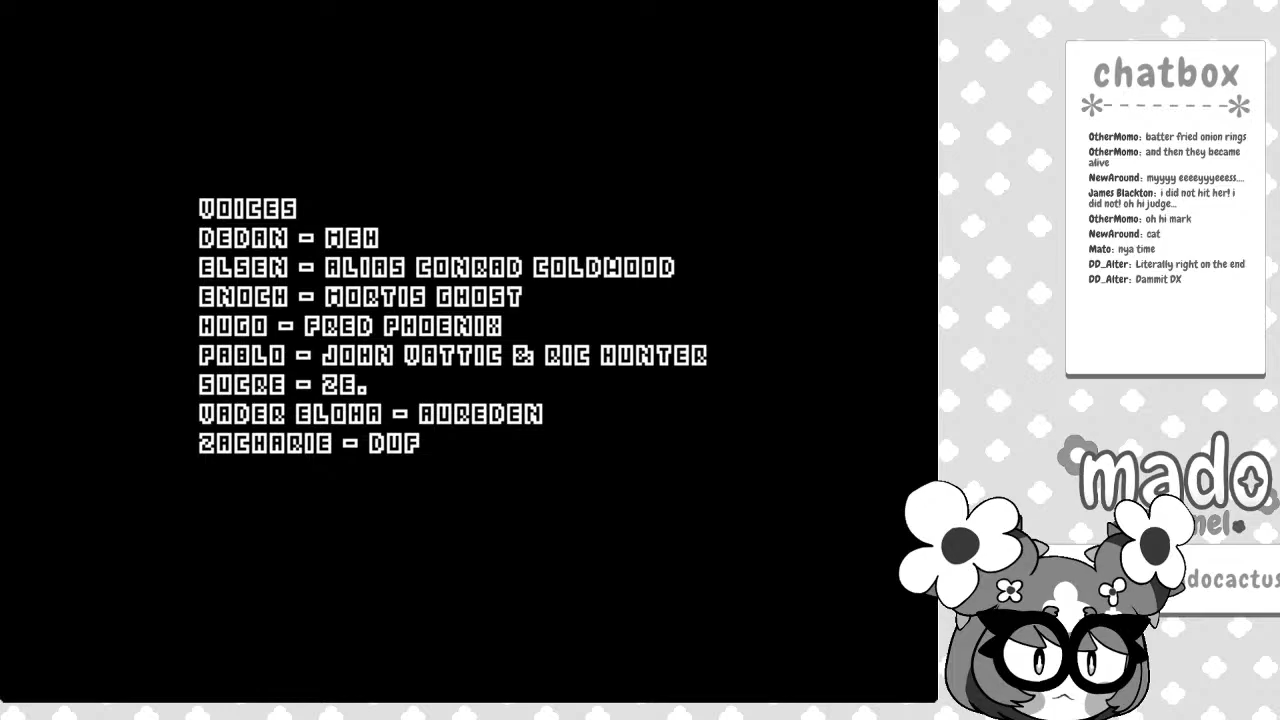 VOICES
DEDAN - MEH
ELSEN - ALIAS CONRAD COLDWOOD
ENOCH - MORTIS GHOST
HUGO - FRED PHOENIX
PABLO - JOHN VATTIC & RIC HUNTER
SUCRE - ZE.
VADER ELOHA - AUREDEN
ZACHARIE - DUF
chatbox
OtherMomo: batter fried onion rings
OtherMomo: and then they became
alive
NewAround: myyyy eeeeyyyeeess....
James Blackton: i did not hit her! i
did not! oh hi judge...
OtherMomo: oh hi mark
NewAround: cat
Mato: nya time
DD_Alter: Literally right on the end
DD_Alter: Dammit DX
mado
nel
docactus